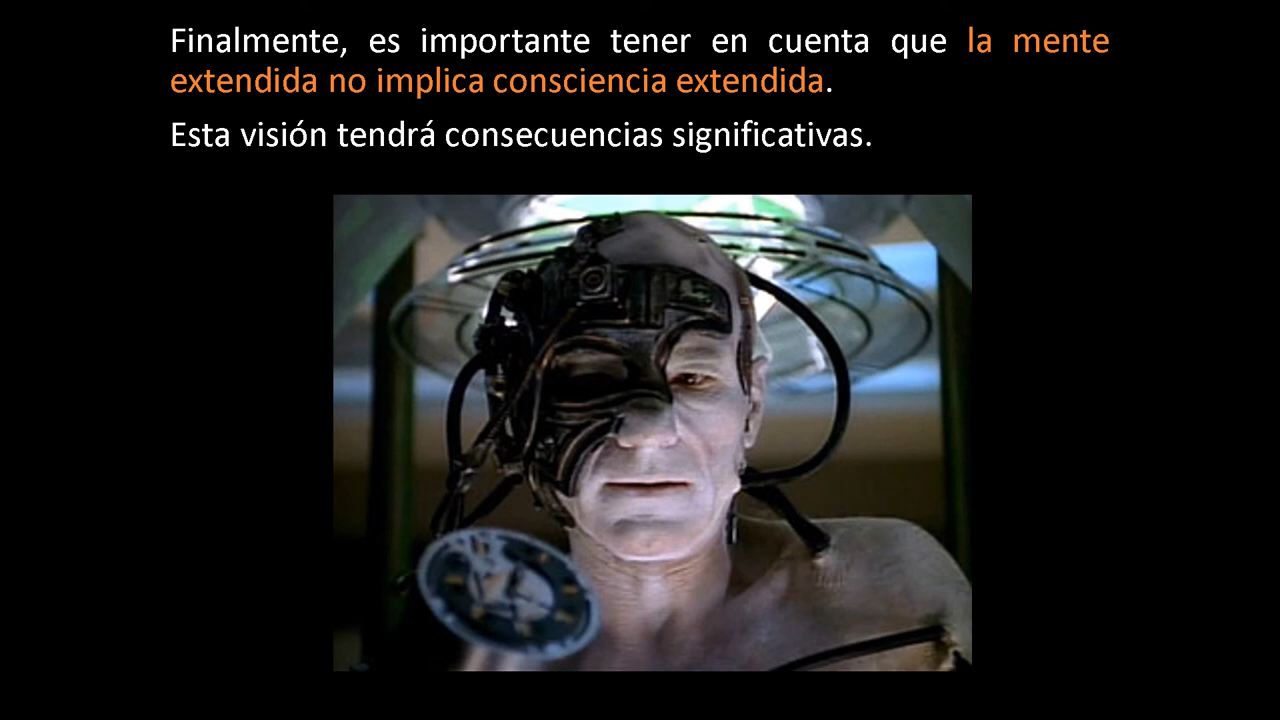 Finalmente, es importante tener en cuenta que la mente
extendida no implica consciencia extendida.
Esta visión tendrá consecuencias significativas.